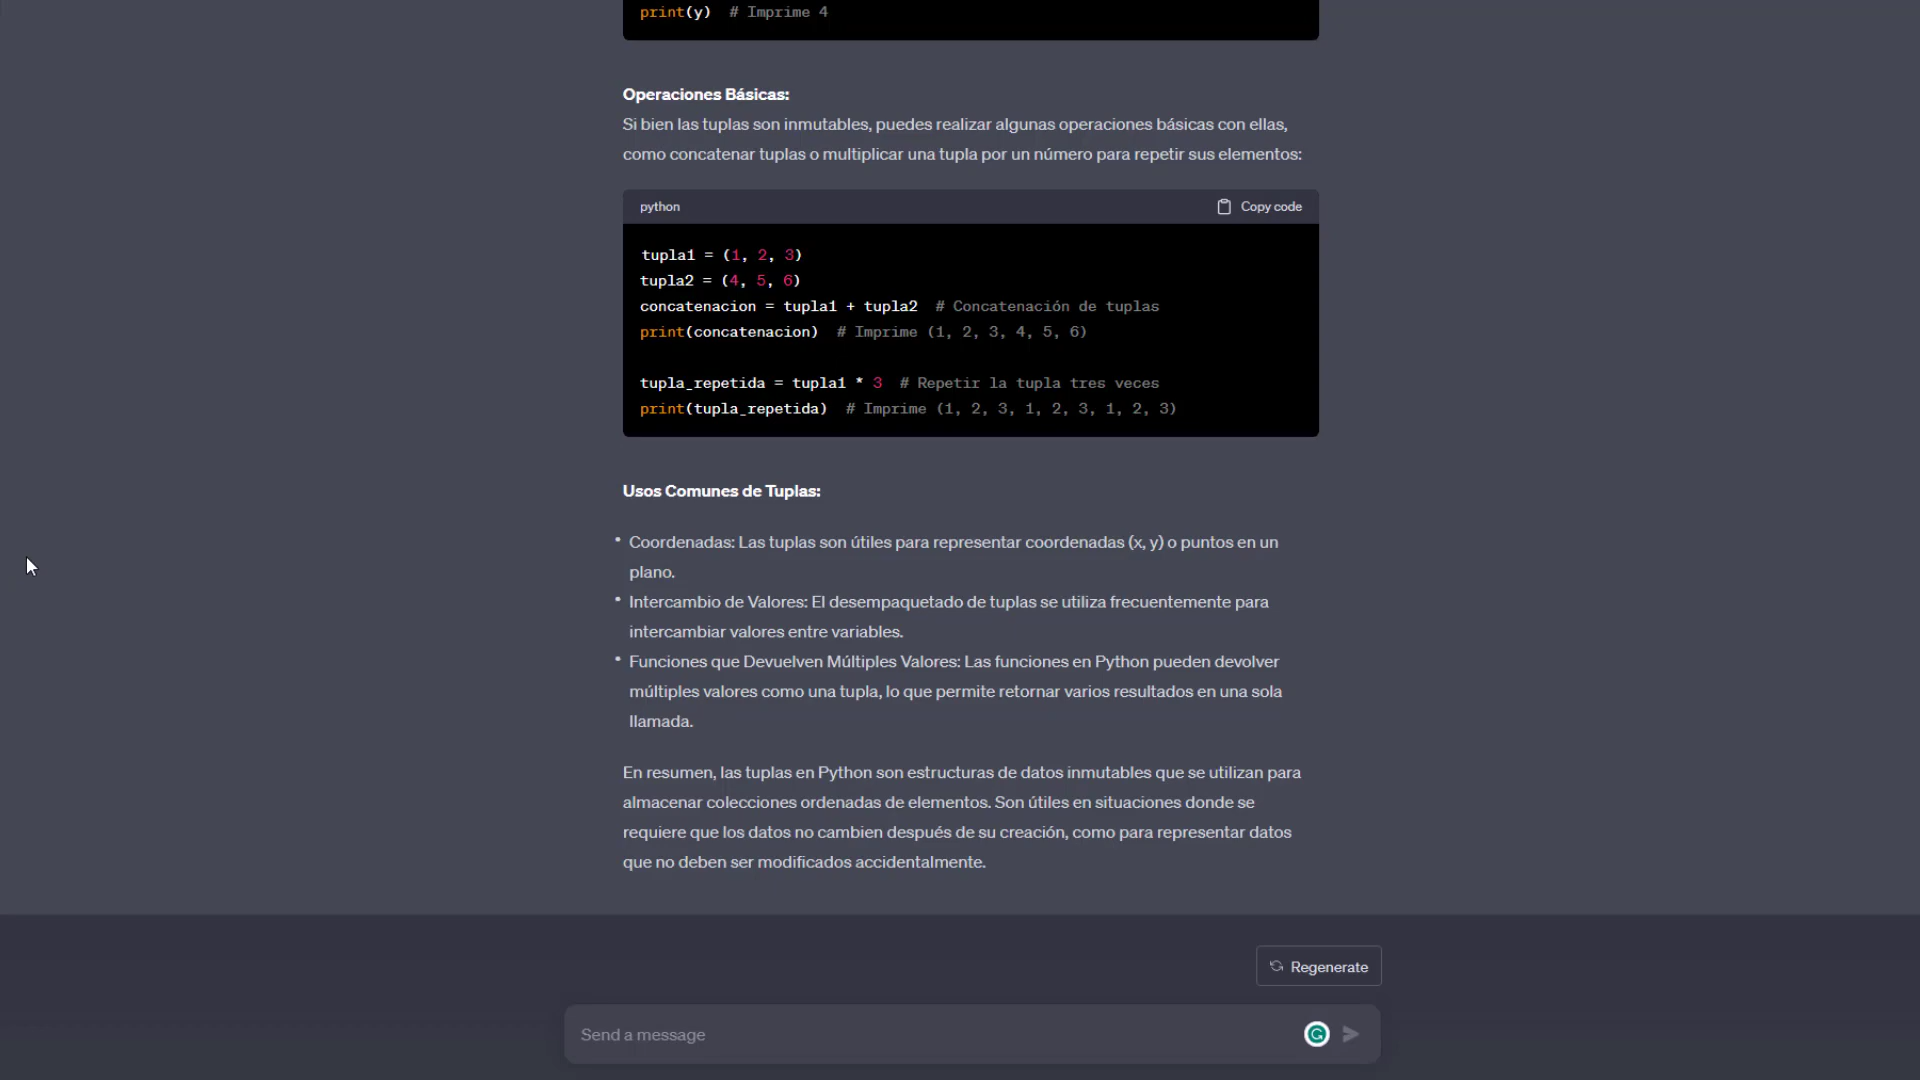 print(y)  # Imprime 4
Operaciones Básicas:
Si bien las tuplas son inmutables, puedes realizar algunas operaciones básicas con ellas,
como concatenar tuplas o multiplicar una tupla por un número para repetir sus elementos:
python
Copy code
tupla1 = (1, 2, 3)
tupla2 = (4, 5, 6)
concatenacion = tupla1 + tupla2  # Concatenación de tuplas
print(concatenacion)  # Imprime (1, 2, 3, 4, 5, 6)
tupla_repetida = tupla1 * 3  # Repetir la tupla tres veces
print(tupla_repetida)  # Imprime (1, 2, 3, 1, 2, 3, 1, 2, 3)
Usos Comunes de Tuplas:
• Coordenadas: Las tuplas son útiles para representar coordenadas (x, y) o puntos en un
plano.
• Intercambio de Valores: El desempaquetado de tuplas se utiliza frecuentemente para
intercambiar valores entre variables.
• Funciones que Devuelven Múltiples Valores: Las funciones en Python pueden devolver
múltiples valores como una tupla, lo que permite retornar varios resultados en una sola
llamada.
En resumen, las tuplas en Python son estructuras de datos inmutables que se utilizan para
almacenar colecciones ordenadas de elementos. Son útiles en situaciones donde se
requiere que los datos no cambien después de su creación, como para representar datos
que no deben ser modificados accidentalmente.
Regenerate
Send a message